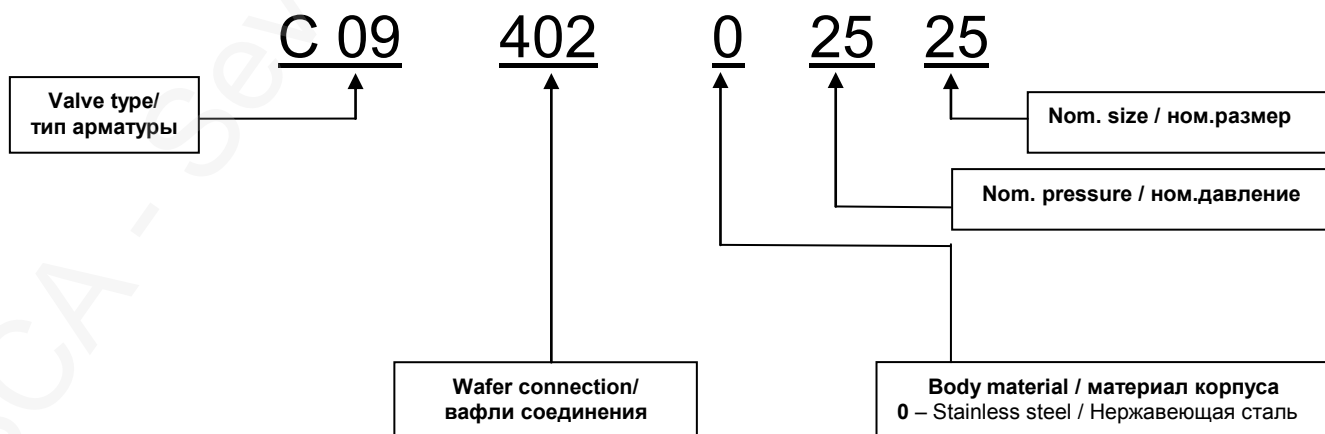 C 09 402 0 25 25
Valve type/
тип арматуры
Nom. size / ном.размер
Nom. pressure / ном.давление
Wafer connection/
вафли соединения
Body material / материал корпуса
0 – Stainless steel / Нержавеющая сталь